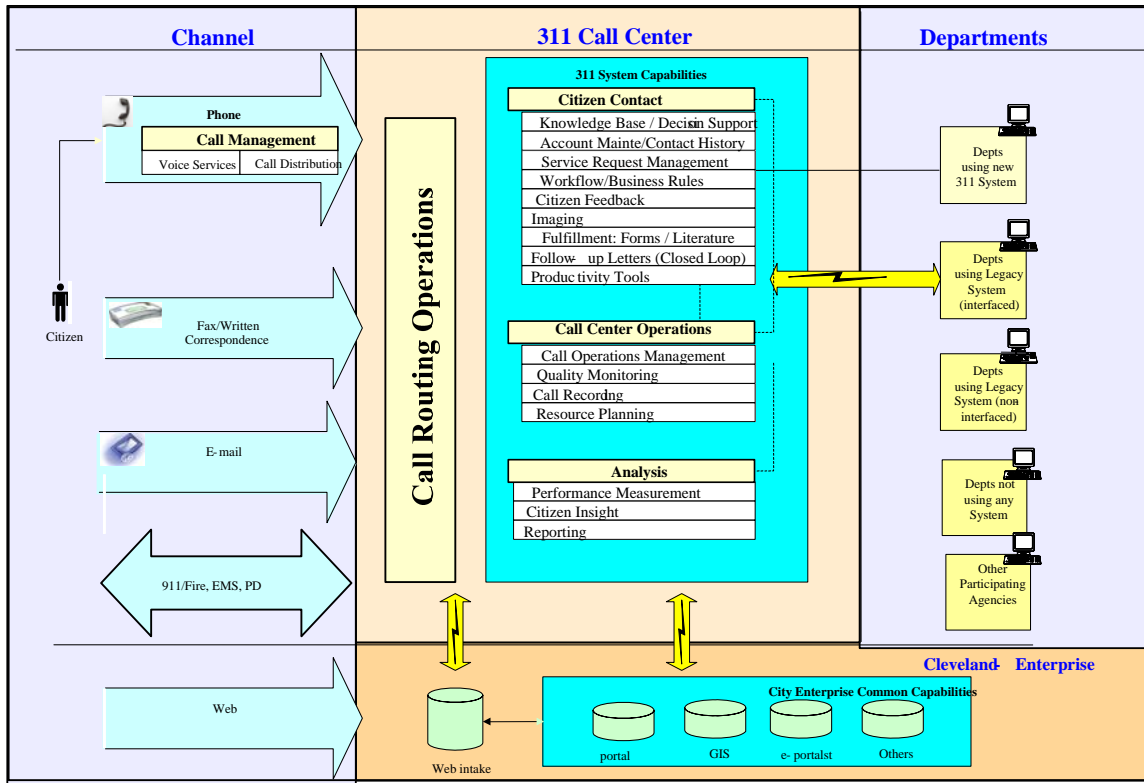 Channel
311 Call Center
Departments
Phone
Call Management
Voice Services
Call Distribution
Citizen
Fax/Written
Correspondence
E- mail
911/Fire, EMS, PD
Web
Call Routing Operations
311 System Capabilities
Citizen Contact
Knowledge Base / Decision Support
Account Mainte/Contact History
Service Request Management
Workflow/Business Rules
Citizen Feedback
Imaging
Fulfillment: Forms / Literature
Follow- up Letters (Closed Loop)
Productivity Tools
Call Center Operations
Call Operations Management
Quality Monitoring
Call Recording
Resource Planning
Analysis
Performance Measurement
Citizen Insight
Reporting
Depts
using new
311 System
Depts
using Legacy
System
(interfaced)
Depts
using Legacy
System (non-
interfaced)
Depts not
using any
System
Other
Participating
Agencies
Cleveland- Enterprise
City Enterprise Common Capabilities
portal
GIS
e- portalst
Others
Web intake